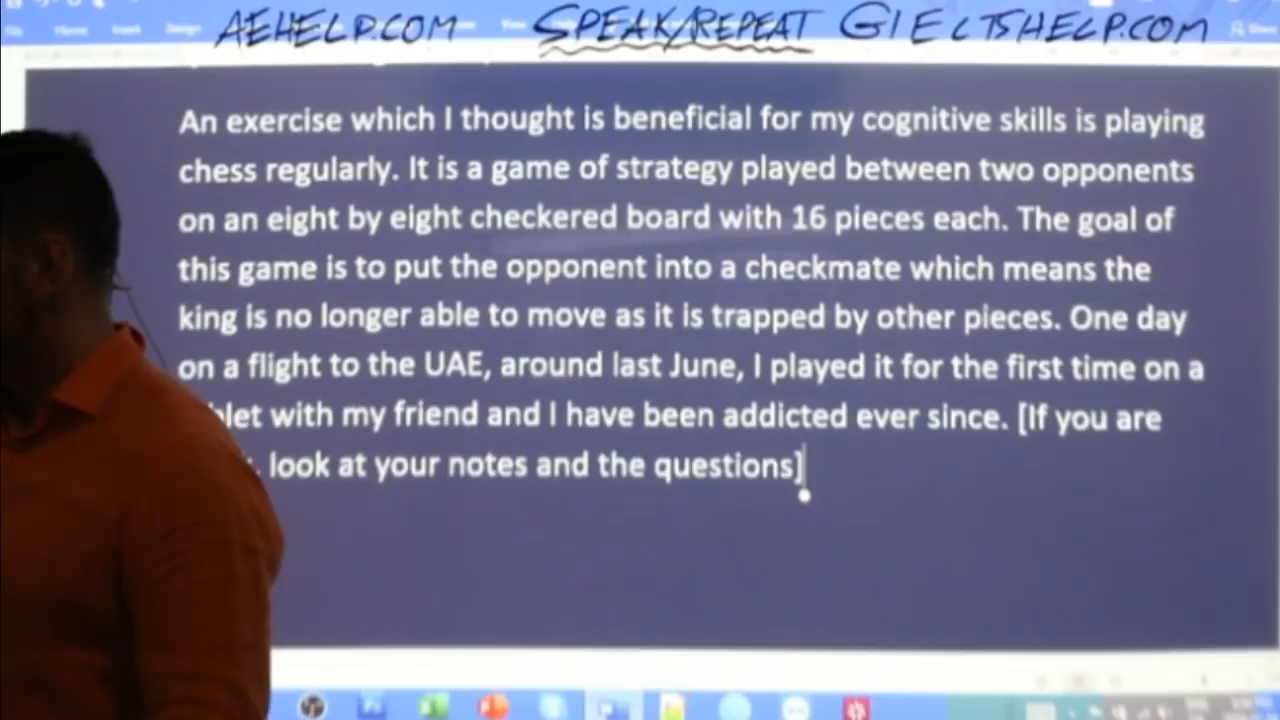 AEHELP.COM SPEAK/REPEAT GIELTSHELP.COM
An exercise which I thought is beneficial for my cognitive skills is playing
chess regularly. It is a game of strategy played between two opponents
on an eight by eight checkered board with 16 pieces each. The goal of
this game is to put the opponent into a checkmate which means the
king is no longer able to move as it is trapped by other pieces. One day
on a flight to the UAE, around last June, I played it for the first time on a
with my friend and I have been addicted ever since. [If you are
look at your notes and the questions]